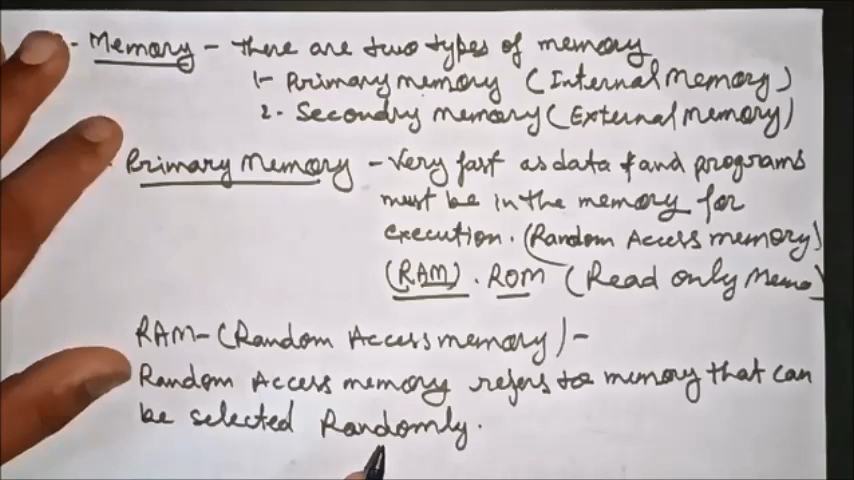 - Memory - There are two types of memory
1- Primary memory (Internal Memory)
2- Secondry memory (External memory)
Primary Memory - Very fast as data & and programs
must be in the memory for
execution. (Random Access memory)
(RAM). ROM (Read only Memo
RAM - (Random Access memory) -
Random Access memory refers to memory that can
be selected Randomly.